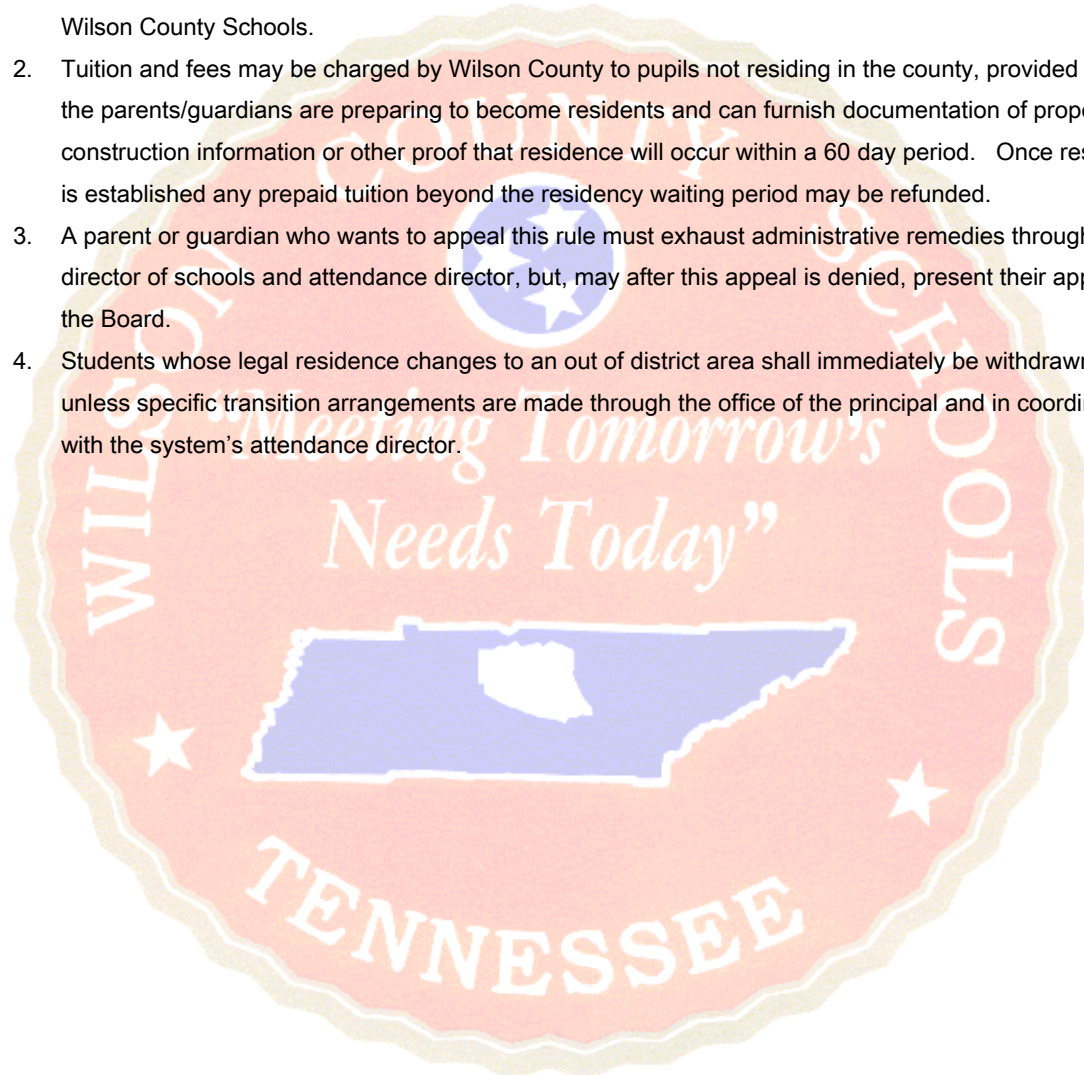 Wilson County Schools.
2. Tuition and fees may be charged by Wilson County to pupils not residing in the county, provided
the parents/guardians are preparing to become residents and can furnish documentation of
construction information or other proof that residence will occur within a 60 day period. Once
is established any prepaid tuition beyond the residency waiting period may be refunded.
3. A parent or guardian who wants to appeal this rule must exhaust administrative remedies through
director of schools and attendance director, but, may after this appeal is denied, present their
the Board.
4. Students whose legal residence changes to an out of district area shall immediately be withdrawn
unless specific transition arrangements are made through the office of the principal and in
with the system's attendance director.
WILSON COUNTY SCHOOLS
"Meeting Tomorrow's
Needs Today"
TENNESSEE